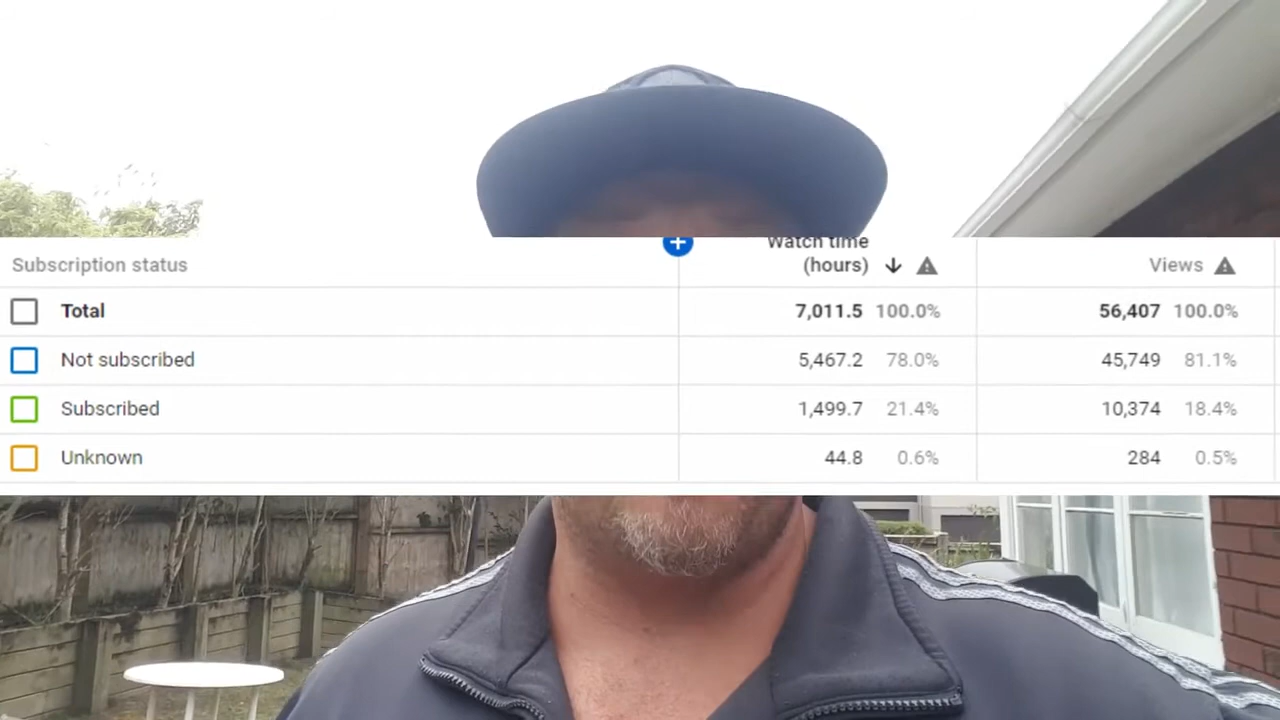 Watch time
Subscription status (hours) Views
Total 7,011.5 100.0% 56,407 100.0%
Not subscribed 5,467.2 78.0% 45,749 81.1%
Subscribed 1,499.7 21.4% 10,374 18.4%
Unknown 44.8 0.6% 284 0.5%